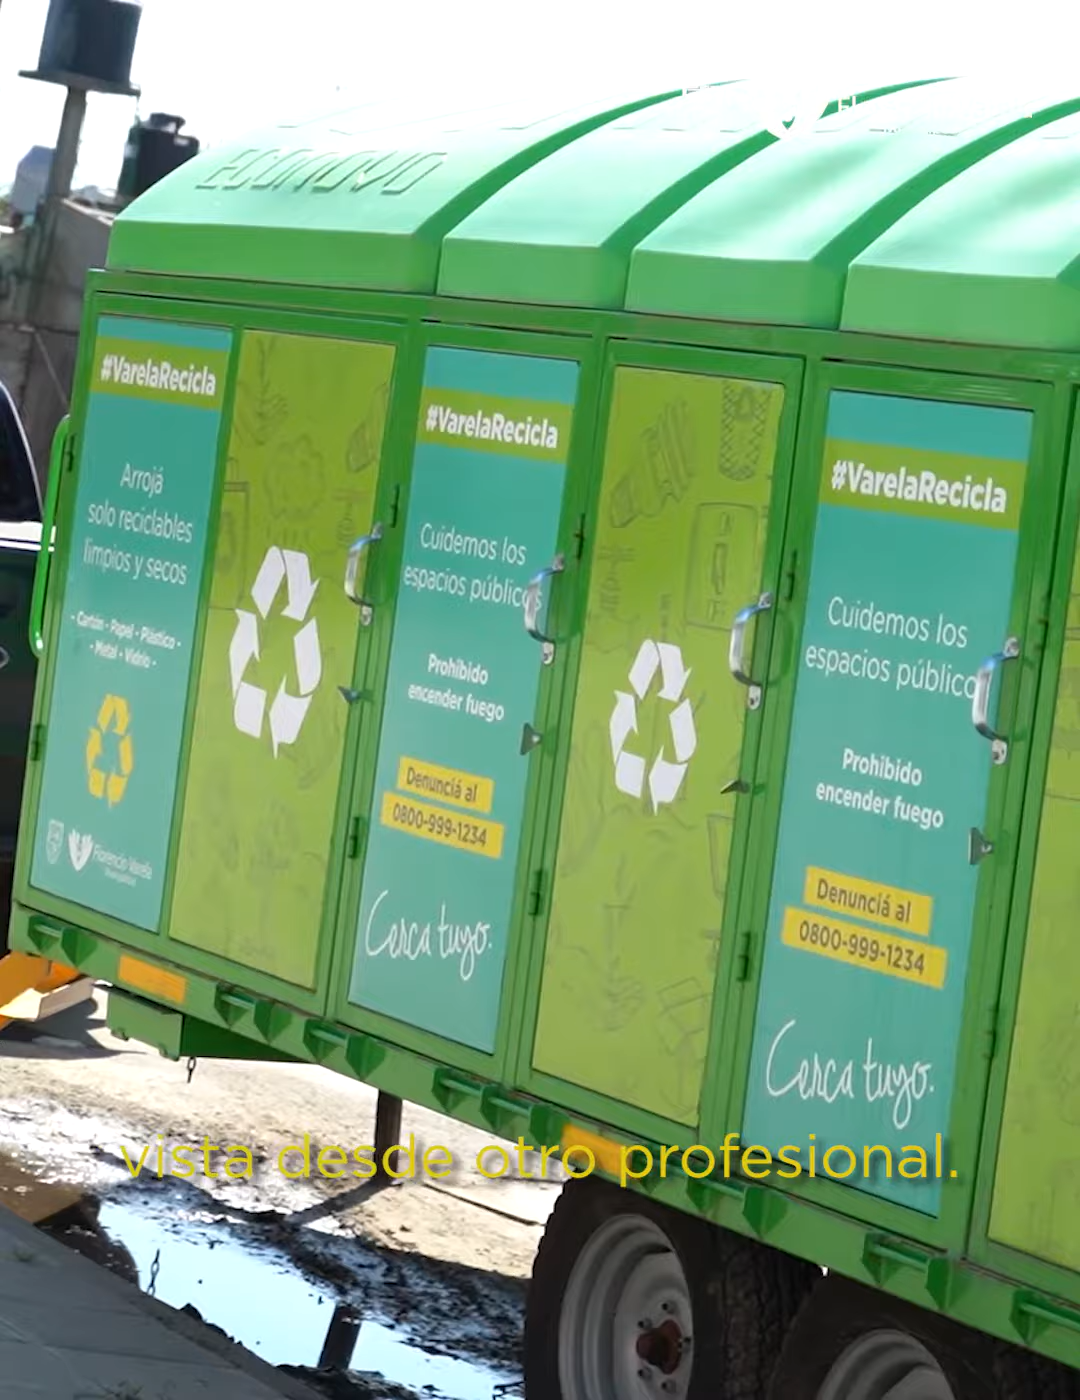 ECONOVO
#VarelaRecicla
Arrojá
solo reciclables
limpios y secos
- Cartón - Papel - Plástico -
- Metal - Vidrio -
Florencio Varela
#VarelaRecicla
Cuidemos los
espacios públicos
Prohibido
encender fuego
Denunciá al
0800-999-1234
Cerca tuyo.
#VarelaRecicla
Cuidemos los
espacios público
Prohibido
encender fuego
Denunciá al
0800-999-1234
Cerca tuyo.
vista desde otro profesional.